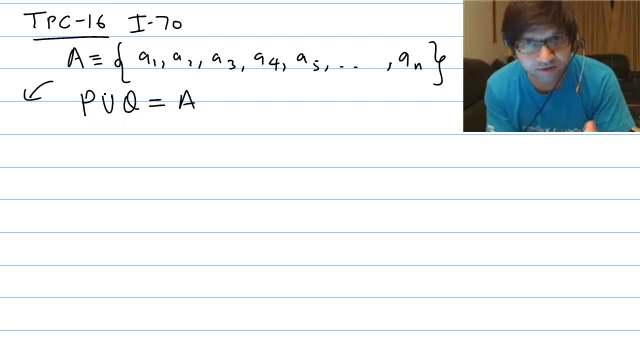 TPC-16 I-70
A ≡ { a₁, a₂, a₃, a₄, a₅, ... , aₙ }
↙ P ∪ Q = A